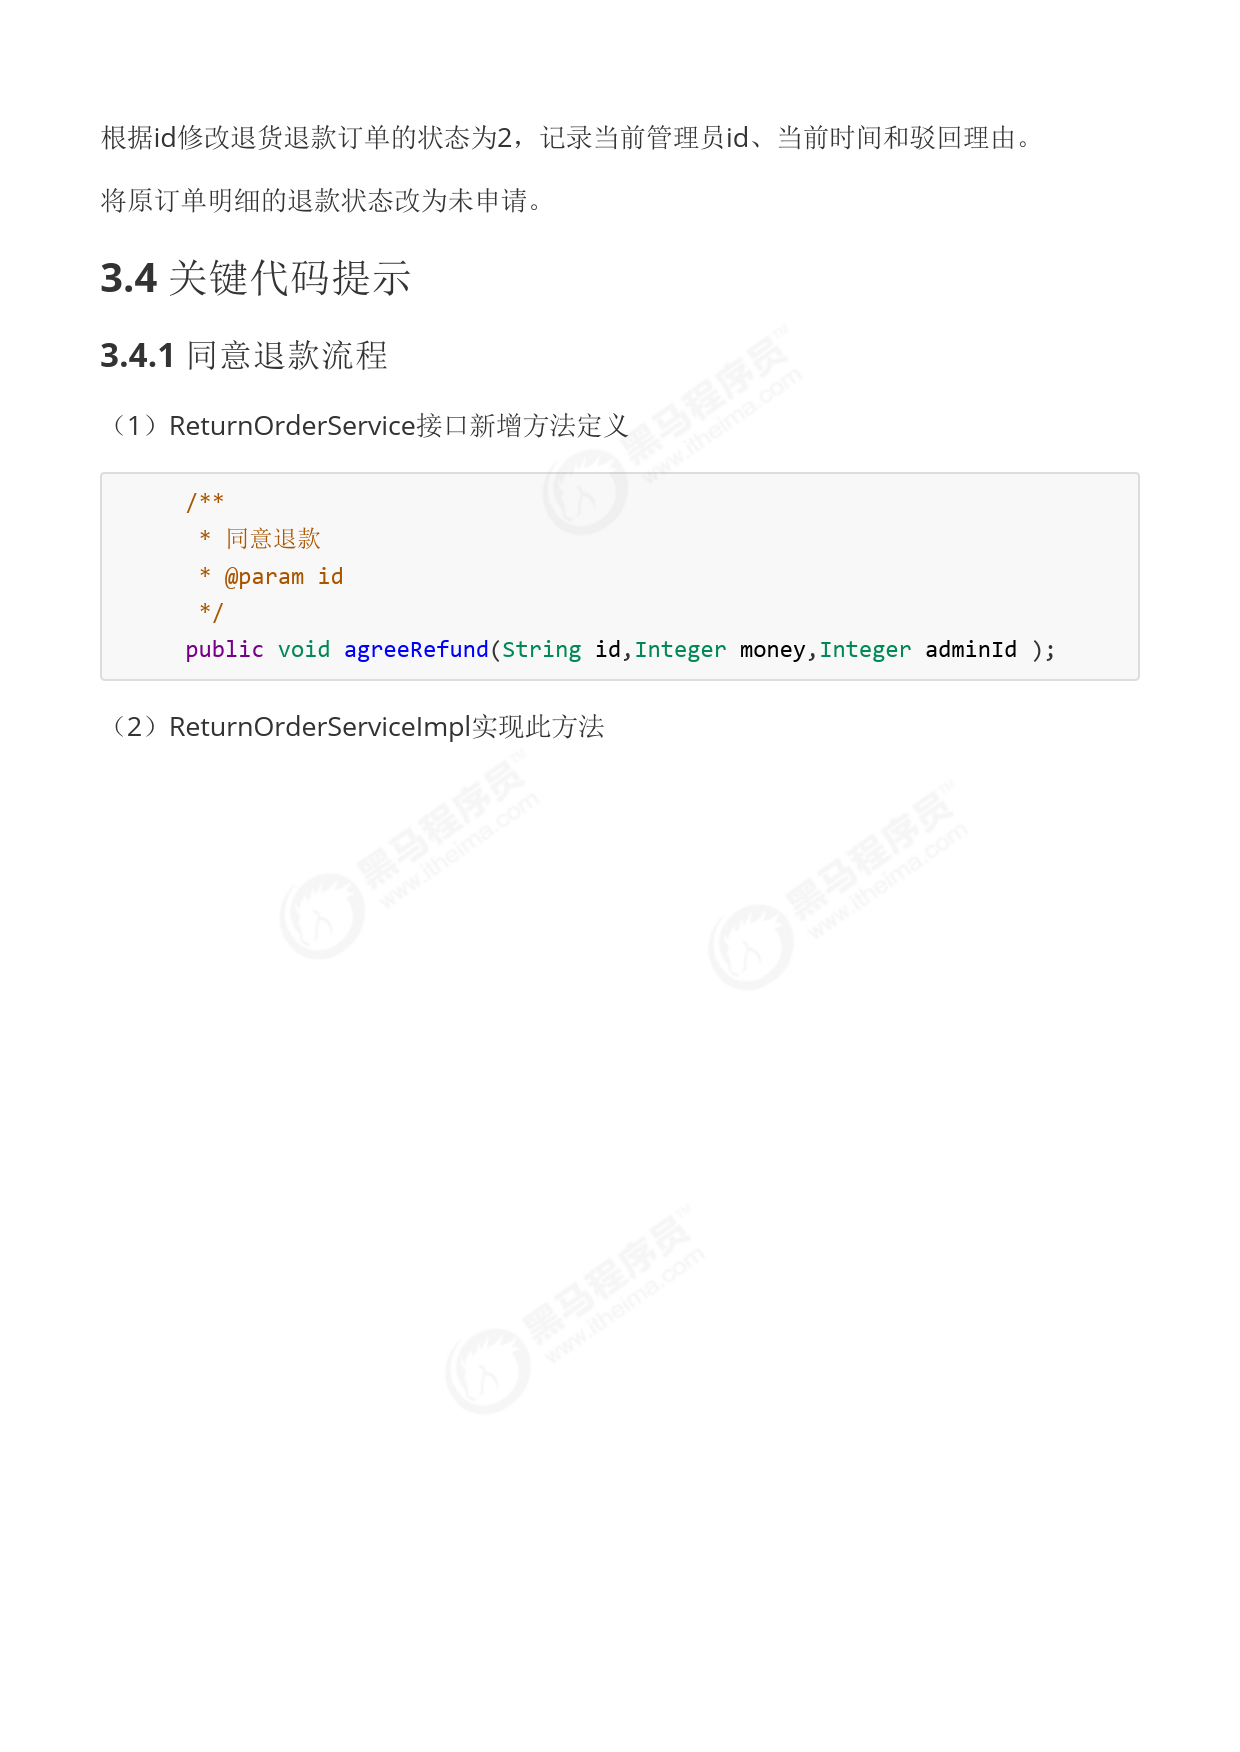 根据id修改退货退款订单的状态为2，记录当前管理员id、当前时间和驳回理由。
将原订单明细的退款状态改为未申请。
3.4 关键代码提示
3.4.1 同意退款流程
（1）ReturnOrderService接口新增方法定义
/**
 * 同意退款
 * @param id
 */
public void agreeRefund(String id,Integer money,Integer adminId );
（2）ReturnOrderServiceImpl实现此方法
黑马程序员™
www.itheima.com
黑马程序员™
www.itheima.com
黑马程序员™
www.itheima.com
黑马程序员™
www.itheima.com